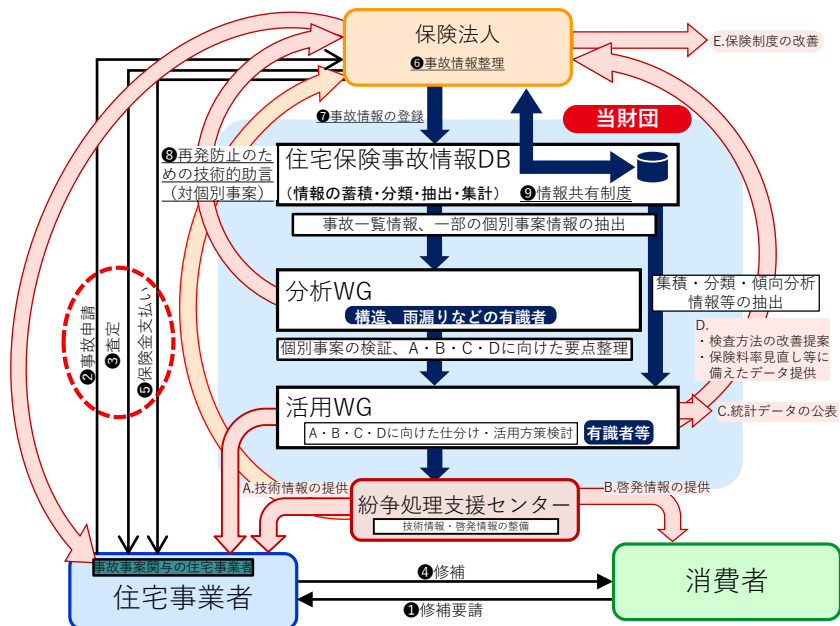 保険法人
❻事故情報整理
E.保険制度の改善
❼事故情報の登録
当財団
❽再発防止のた
めの技術的助言
（対個別事案）
住宅保険事故情報DB
（情報の蓄積・分類・抽出・集計）
❾情報共有制度
事故一覧情報、一部の個別事案情報の抽出
分析WG
構造、雨漏りなどの有識者
集積・分類・傾向分析
情報等の抽出
個別事案の検証、A・B・C・Dに向けた要点整理
D.
・検査方法の改善提案
・保険料率見直し等に
備えたデータ提供
❷事故申請
❸査定
❺保険金支払い
活用WG
A・B・C・Dに向けた仕分け・活用方策検討
有識者等
C.統計データの公表
A.技術情報の提供
B.啓発情報の提供
紛争処理支援センター
技術情報・啓発情報の整備
事故事案関与の住宅事業者
住宅事業者
❹修補
❶修補要請
消費者